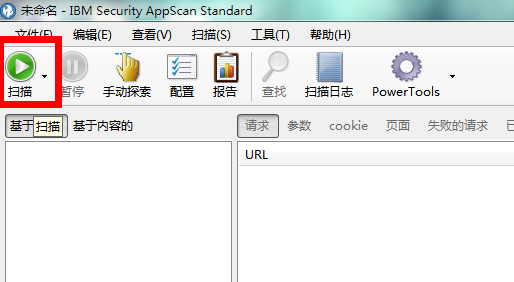 未命名 - IBM Security AppScan Standard
文件(F) 编辑(E) 查看(V) 扫描(S) 工具(T) 帮助(H)
扫描 暂停 手动探索 配置 报告 查找 扫描日志 PowerTools
基于 扫描 基于内容的 请求 参数 cookie 页面 失败的请求
URL